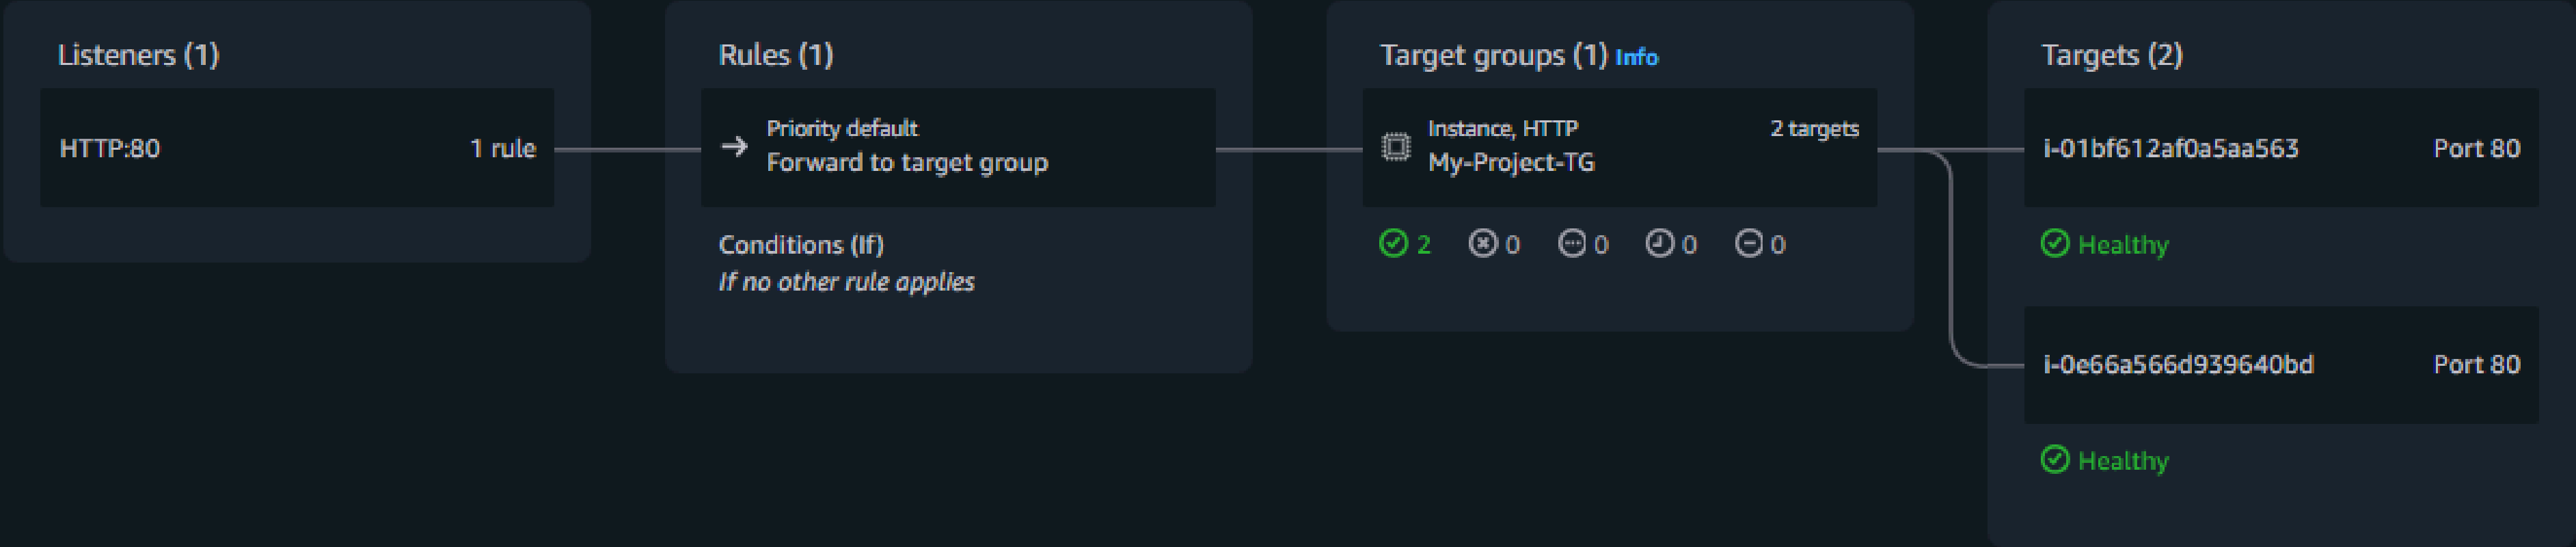 Listeners (1)
HTTP:80 1 rule
Rules (1)
Priority default
Forward to target group
Conditions (If)
If no other rule applies
Target groups (1) Info
Instance, HTTP 2 targets
My-Project-TG
2 0 0 0 0
Targets (2)
i-01bf612af0a5aa563 Port 80
Healthy
i-0e66a566d939640bd Port 80
Healthy